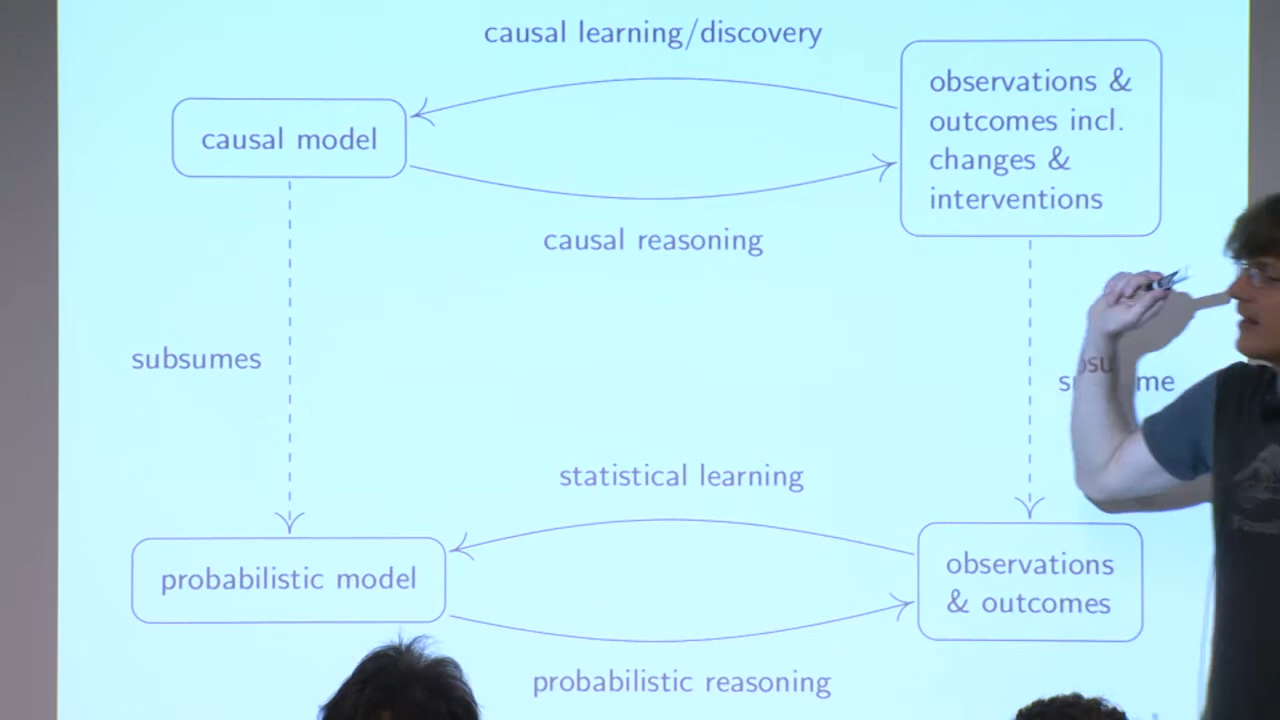 causal learning/discovery
causal model
observations &
outcomes incl.
changes &
interventions
causal reasoning
subsumes
statistical learning
probabilistic model
observations
& outcomes
probabilistic reasoning